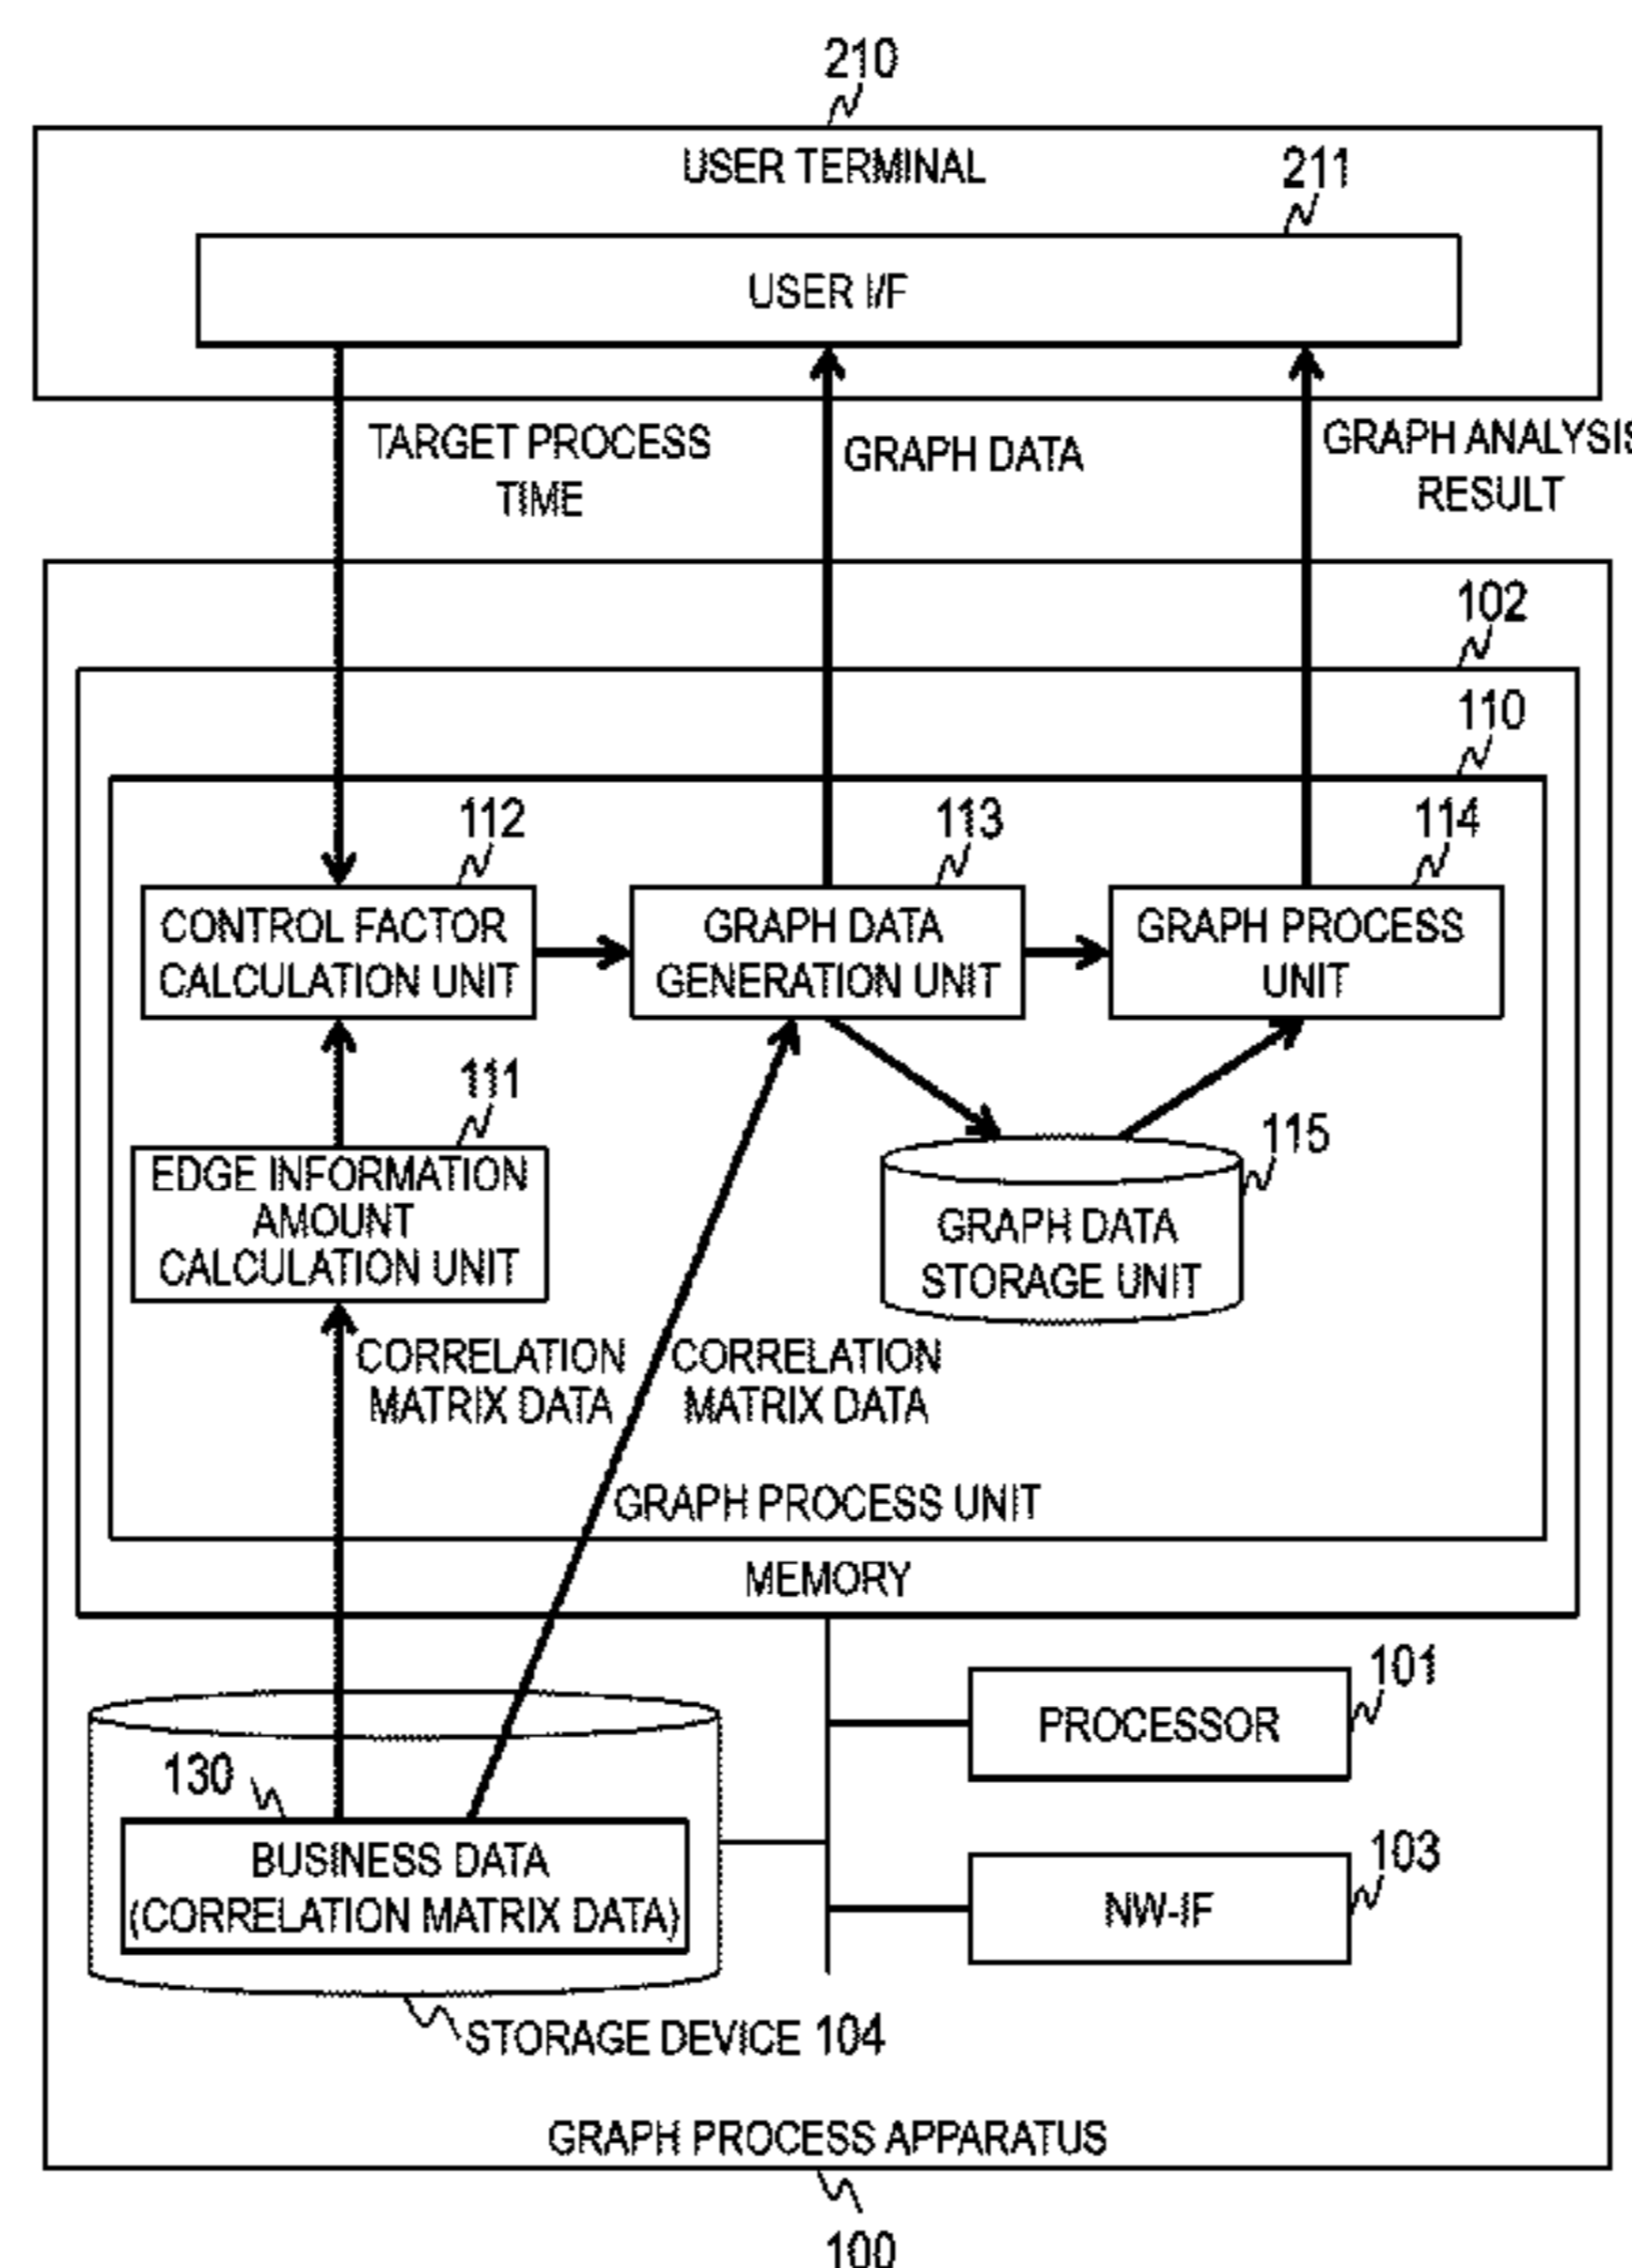 210
USER TERMINAL
211
USER I/F
TARGET PROCESS
TIME
GRAPH DATA
GRAPH ANALYSIS
RESULT
102
110
112
113
114
CONTROL FACTOR
CALCULATION UNIT
GRAPH DATA
GENERATION UNIT
GRAPH PROCESS
UNIT
111
EDGE INFORMATION
AMOUNT
CALCULATION UNIT
115
GRAPH DATA
STORAGE UNIT
CORRELATION
MATRIX DATA
CORRELATION
MATRIX DATA
GRAPH PROCESS UNIT
MEMORY
101
PROCESSOR
130
BUSINESS DATA
(CORRELATION MATRIX DATA)
103
NW-IF
STORAGE DEVICE 104
GRAPH PROCESS APPARATUS
100